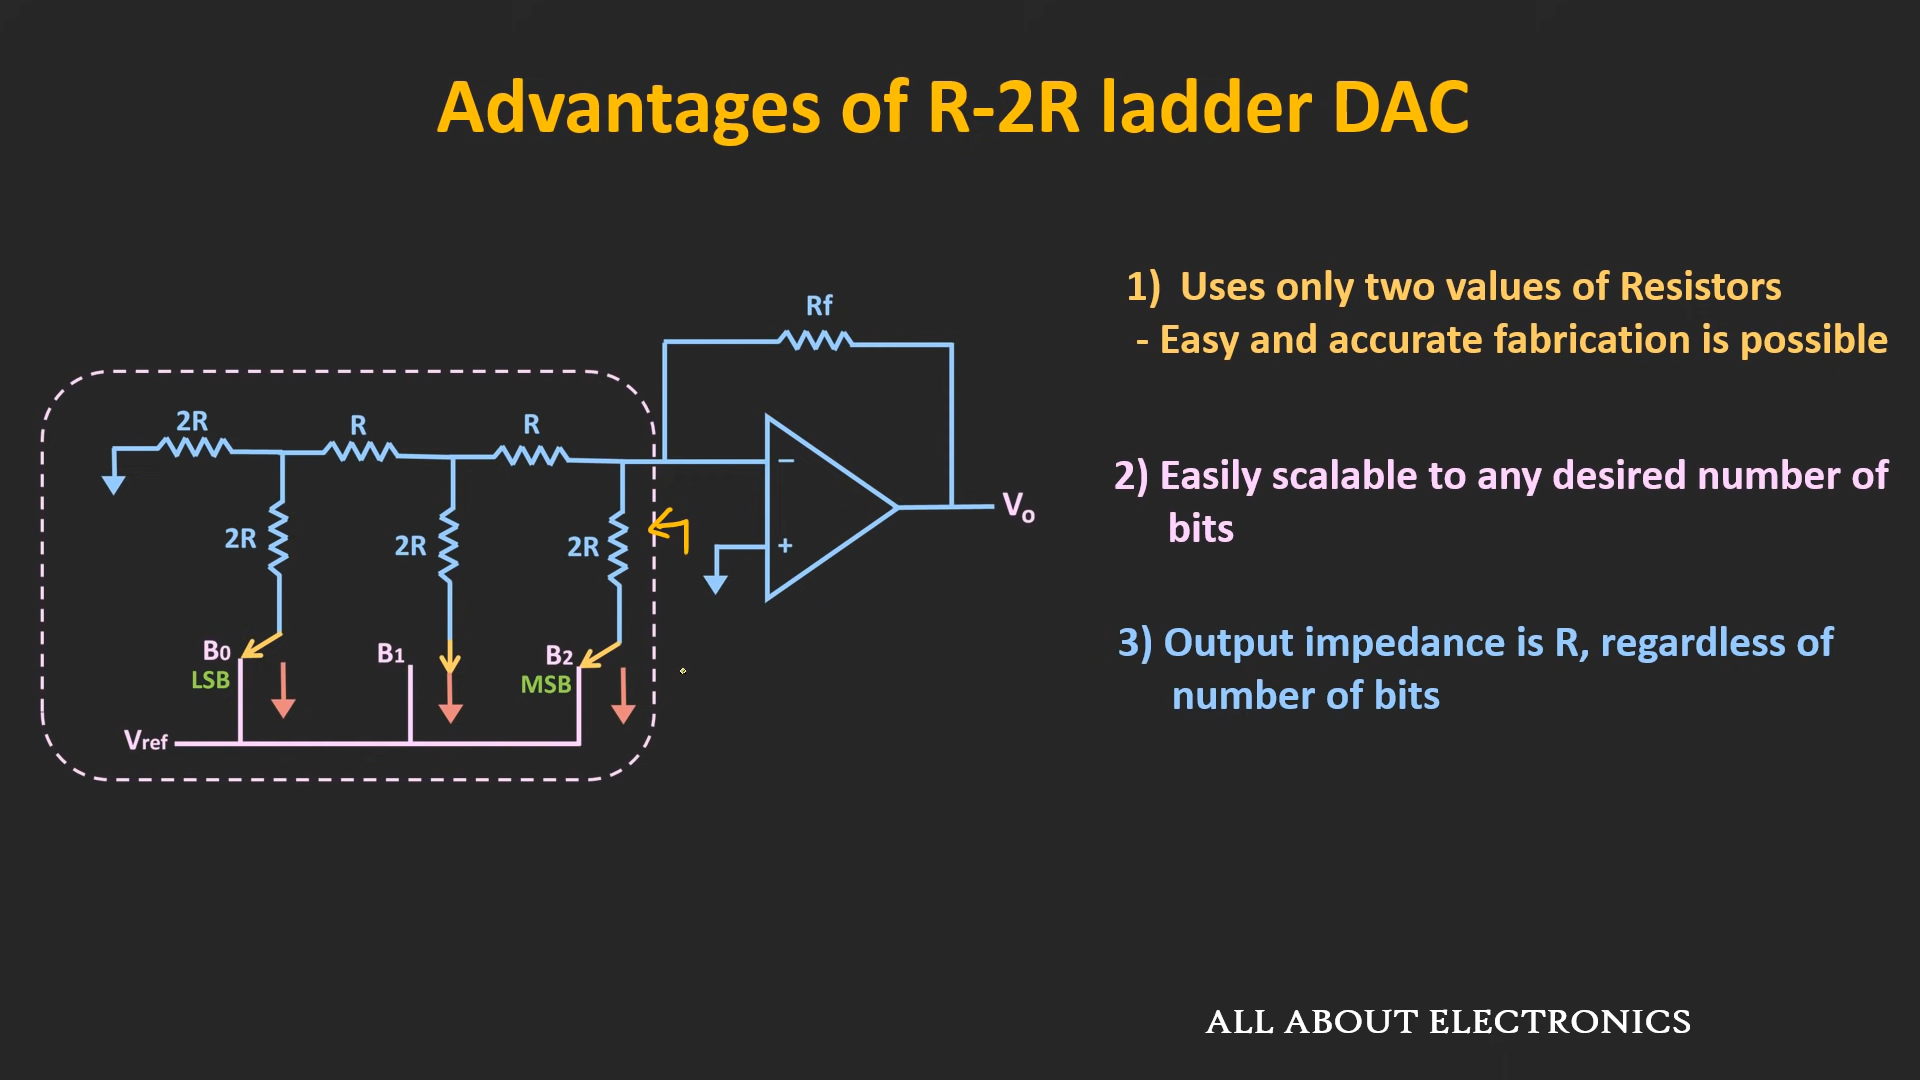 Advantages of R-2R ladder DAC
1) Uses only two values of Resistors
- Easy and accurate fabrication is possible
2) Easily scalable to any desired number of
bits
3) Output impedance is R, regardless of
number of bits
Rf
2R
R
R
2R
2R
2R
−
+
Vo
B0
LSB
B1
B2
MSB
Vref
ALL ABOUT ELECTRONICS